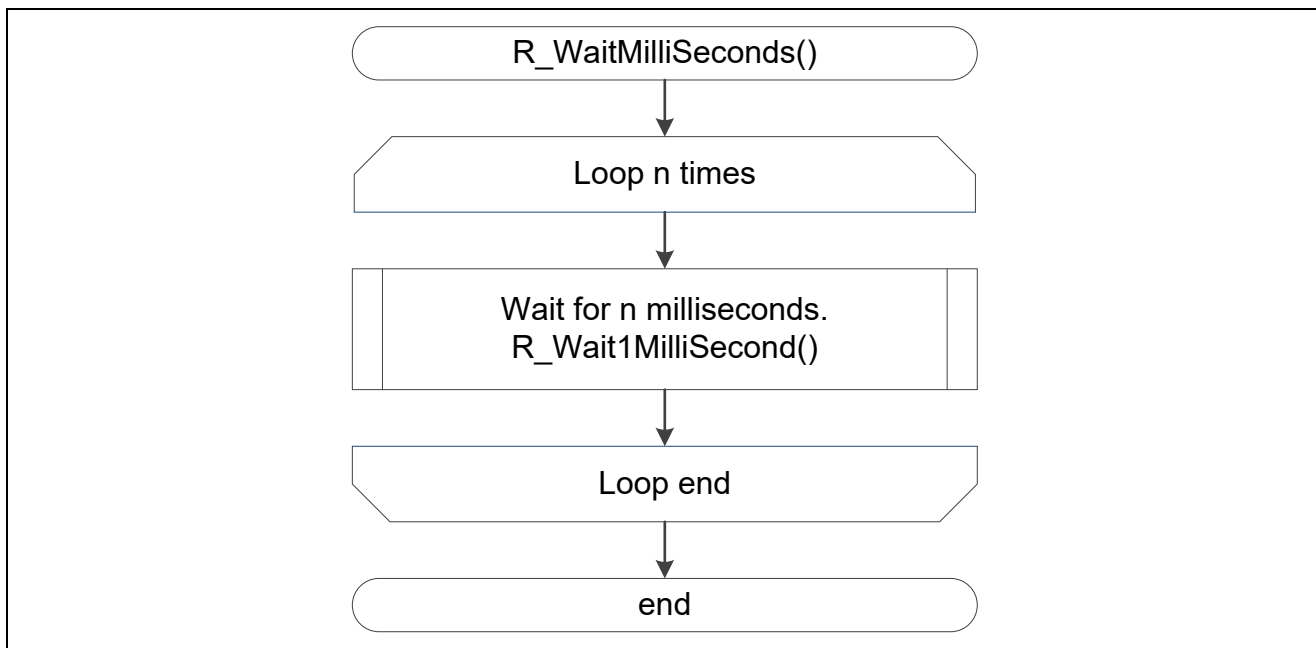 R_WaitMilliSeconds()
Loop n times
Wait for n milliseconds.
R_Wait1MilliSecond()
Loop end
end